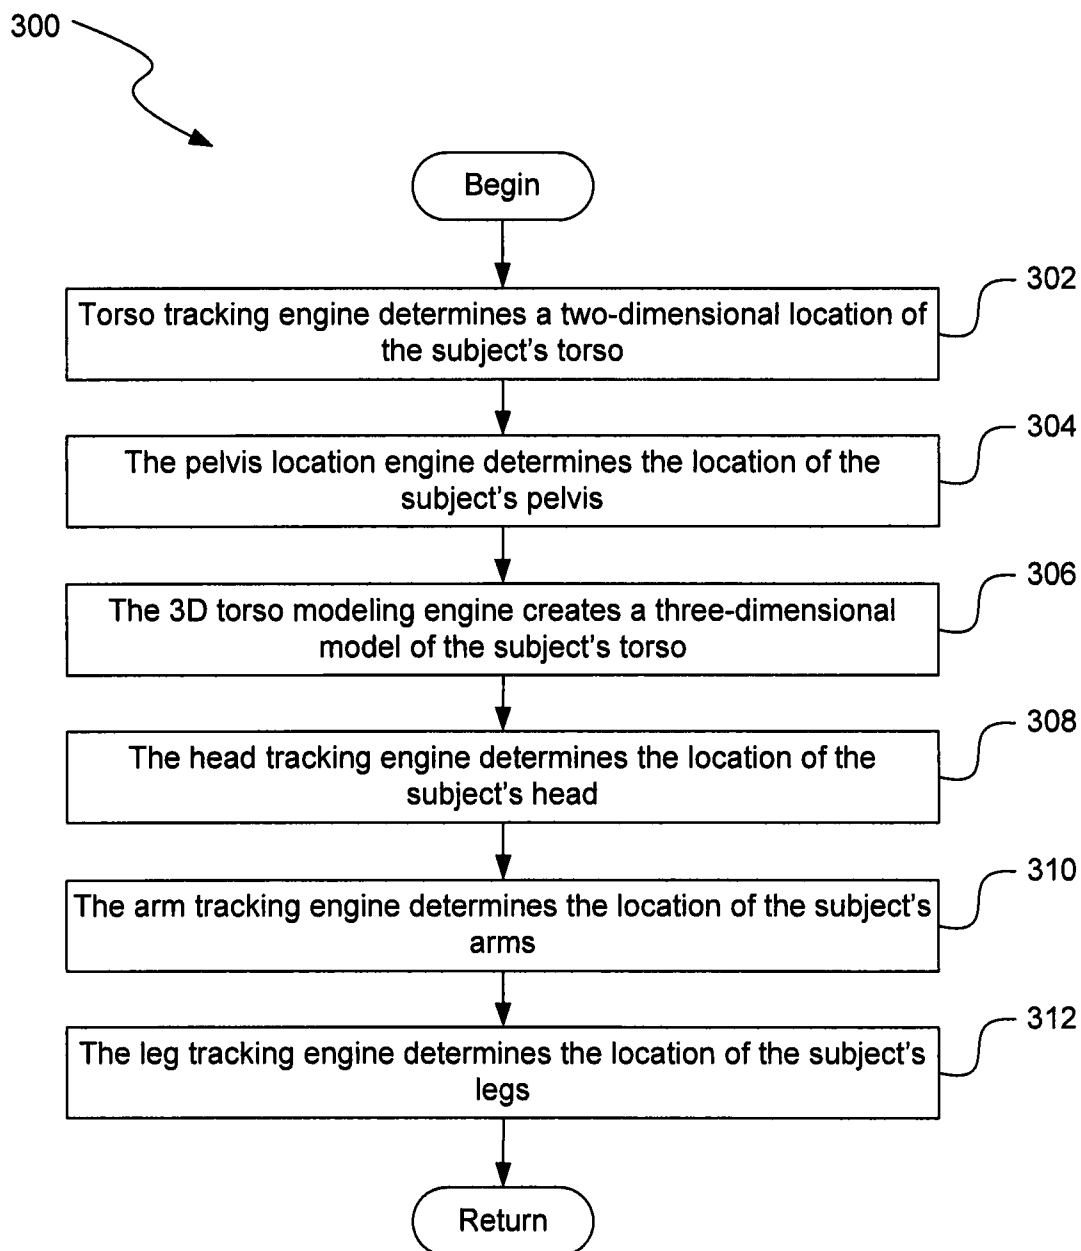 300
Begin
302
Torso tracking engine determines a two-dimensional location of
the subject's torso
304
The pelvis location engine determines the location of the
subject's pelvis
306
The 3D torso modeling engine creates a three-dimensional
model of the subject's torso
308
The head tracking engine determines the location of the
subject's head
310
The arm tracking engine determines the location of the subject's
arms
312
The leg tracking engine determines the location of the subject's
legs
Return